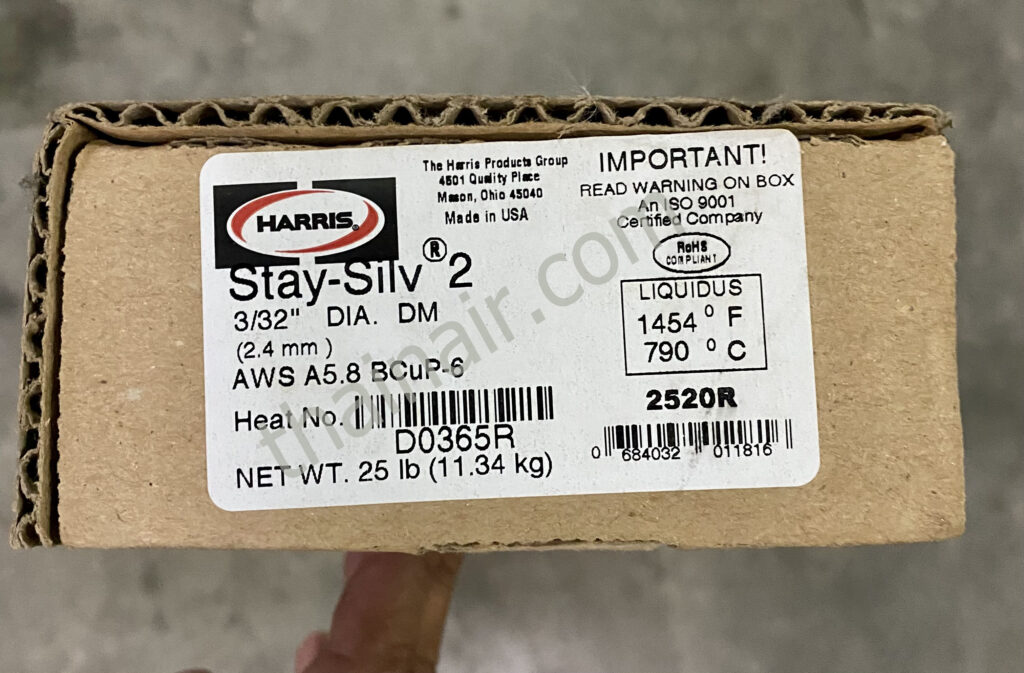 HARRIS®
The Harris Products Group
4501 Quality Place
Mason, Ohio 45040
Made in USA
IMPORTANT!
READ WARNING ON BOX
An ISO 9001
Certified Company
RoHS
COMPLIANT
Stay-Silv® 2
3/32" DIA. DM
(2.4 mm )
AWS A5.8 BCuP-6
Heat No.
D0365R
NET WT. 25 lb (11.34 kg)
LIQUIDUS
1454 ° F
790 ° C
2520R
0 684032 011816
thainair.com